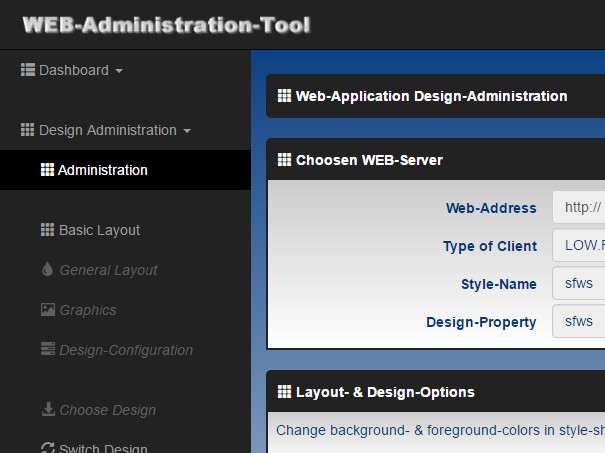 WEB-Administration-Tool
Dashboard
Design Administration
Administration
Basic Layout
General Layout
Graphics
Design-Configuration
Choose Design
Switch Design
Web-Application Design-Administration
Choosen WEB-Server
Web-Address http://
Type of Client LOW.
Style-Name sfws
Design-Property sfws
Layout- & Design-Options
Change background- & foreground-colors in